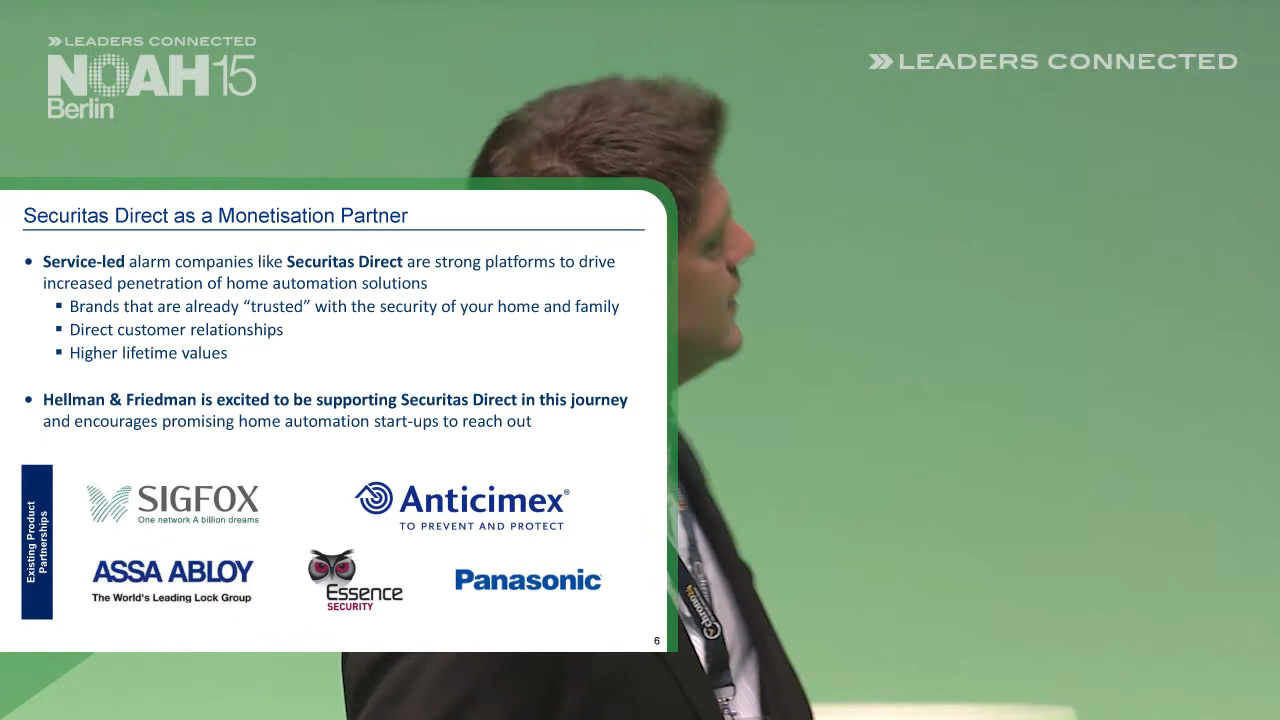 LEADERS CONNECTED
NOAH15
Berlin
LEADERS CONNECTED
Securitas Direct as a Monetisation Partner
• Service-led alarm companies like Securitas Direct are strong platforms to drive
increased penetration of home automation solutions
▪ Brands that are already “trusted” with the security of your home and family
▪ Direct customer relationships
▪ Higher lifetime values
• Hellman & Friedman is excited to be supporting Securitas Direct in this journey
and encourages promising home automation start-ups to reach out
Existing Product
Partnerships
SIGFOX
One network A billion dreams
Anticimex®
TO PREVENT AND PROTECT
ASSA ABLOY
The World's Leading Lock Group
Essence
SECURITY
Panasonic
6
Chrono24